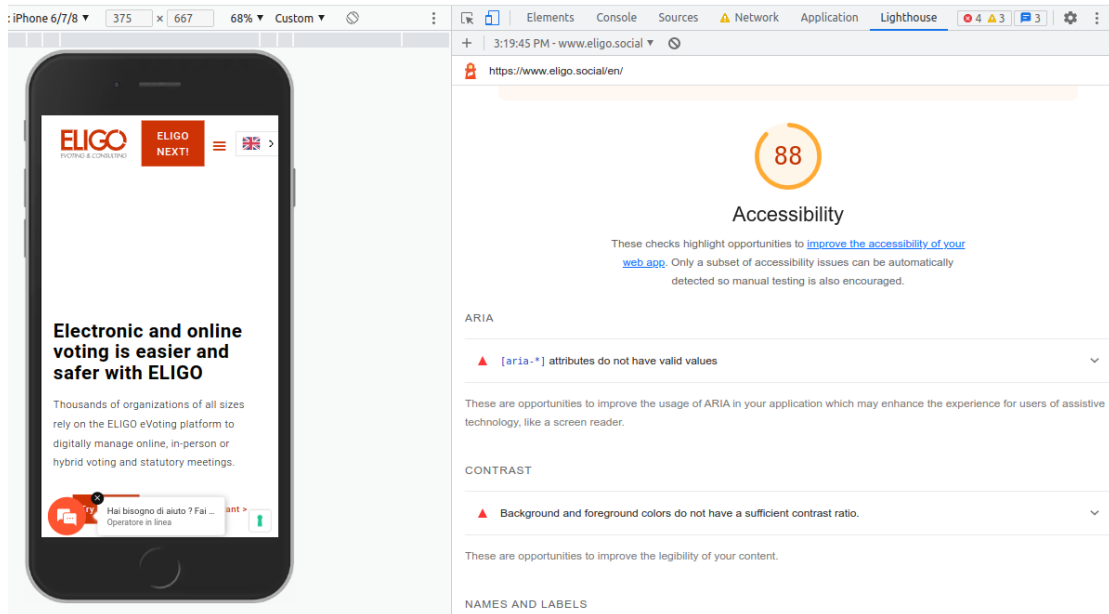 : iPhone 6/7/8 ▼ 375 × 667 68% ▼ Custom ▼
Elements Console Sources Network Application Lighthouse 4 3 3
+ 3:19:45 PM - www.eligo.social ▼
https://www.eligo.social/en/
ELIGO
EVOTING & CONSULTING
ELIGO
NEXT!
Electronic and online
voting is easier and
safer with ELIGO
Thousands of organizations of all sizes
rely on the ELIGO eVoting platform to
digitally manage online, in-person or
hybrid voting and statutory meetings.
Try
ant >
Hai bisogno di aiuto ? Fai ...
Operatore in linea
88
Accessibility
These checks highlight opportunities to improve the accessibility of your
web app. Only a subset of accessibility issues can be automatically
detected so manual testing is also encouraged.
ARIA
[aria-*] attributes do not have valid values
These are opportunities to improve the usage of ARIA in your application which may enhance the experience for users of assistive
technology, like a screen reader.
CONTRAST
Background and foreground colors do not have a sufficient contrast ratio.
These are opportunities to improve the legibility of your content.
NAMES AND LABELS